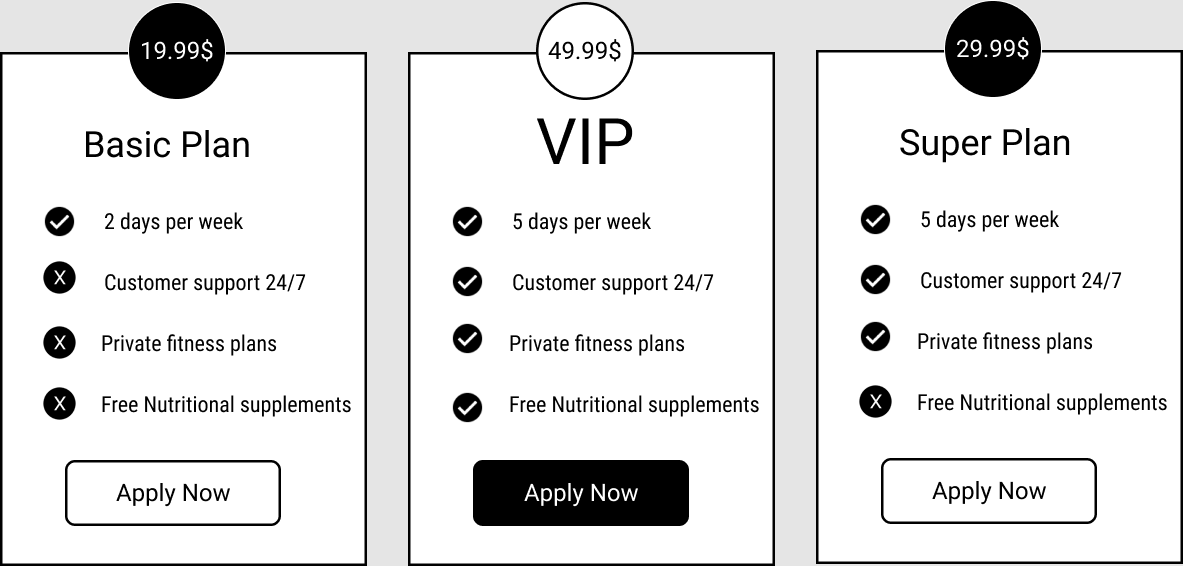 19.99$
Basic Plan
2 days per week
X
Customer support 24/7
X
Private fitness plans
X
Free Nutritional supplements
Apply Now
49.99$
VIP
5 days per week
Customer support 24/7
Private fitness plans
Free Nutritional supplements
Apply Now
29.99$
Super Plan
5 days per week
Customer support 24/7
Private fitness plans
X
Free Nutritional supplements
Apply Now